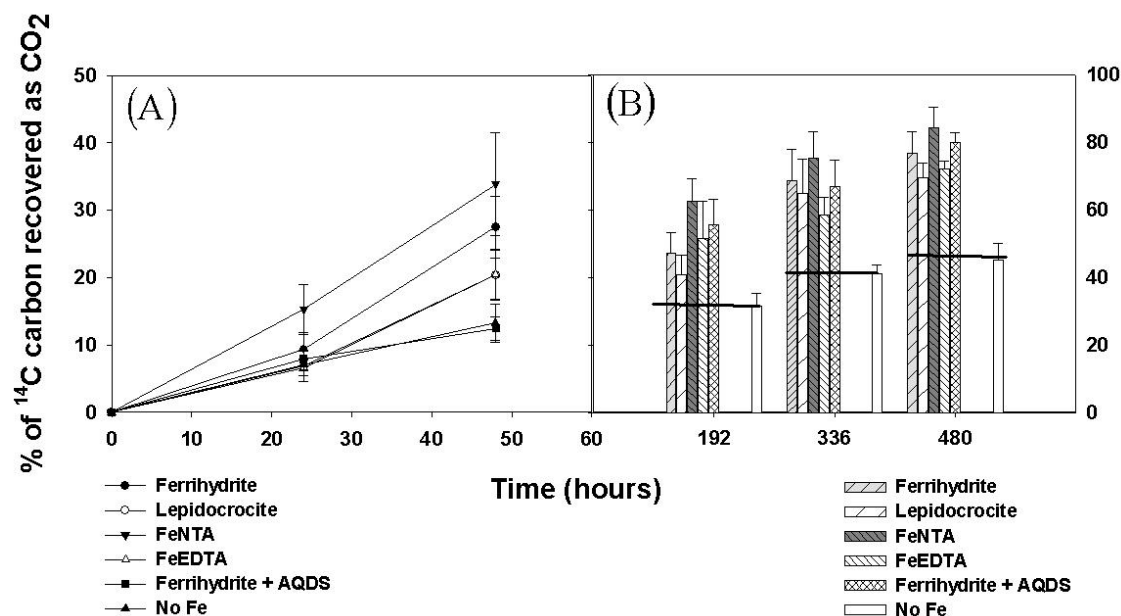 % of ¹⁴C carbon recovered as CO₂
(A)
50
40
30
20
10
0
0 10 20 30 40 50 60
(B)
100
80
60
40
20
0
192 336 480
Time (hours)
Ferrihydrite
Lepidocrocite
FeNTA
FeEDTA
Ferrihydrite + AQDS
No Fe
Ferrihydrite
Lepidocrocite
FeNTA
FeEDTA
Ferrihydrite + AQDS
No Fe